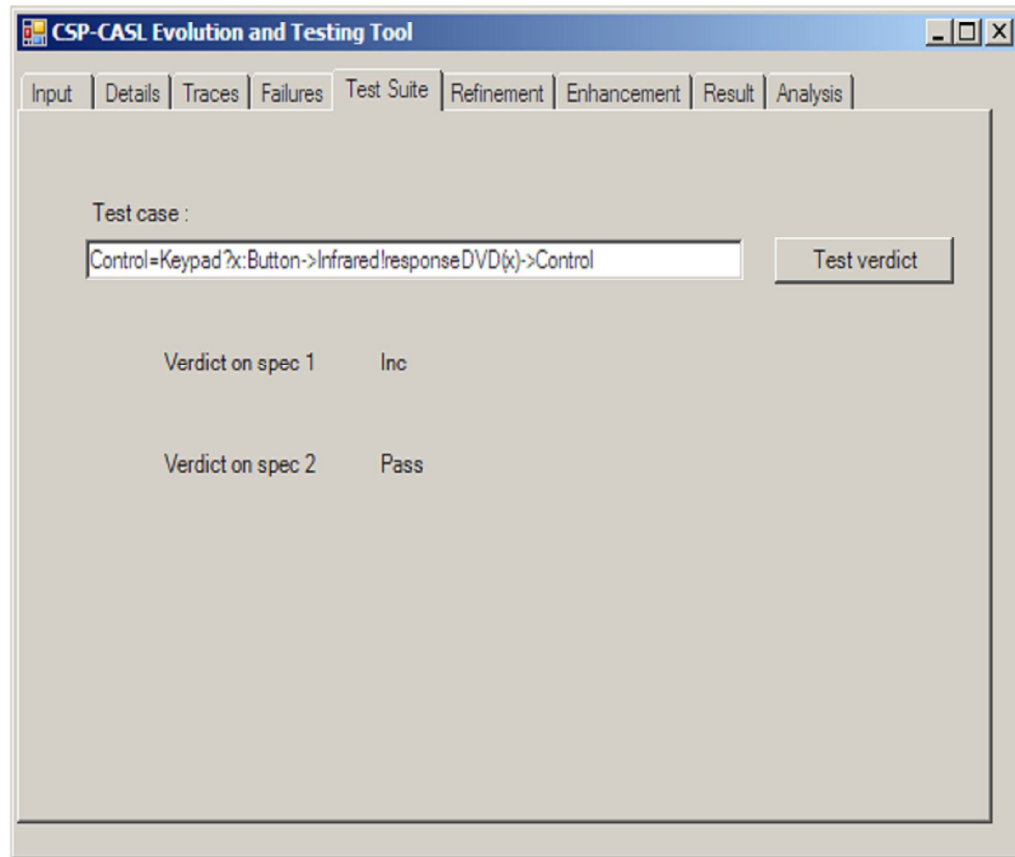 CSP-CASL Evolution and Testing Tool
Input Details Traces Failures Test Suite Refinement Enhancement Result Analysis
Test case :
Control=Keypad?x:Button->Infrared!responseDVD(x)->Control Test verdict
Verdict on spec 1 Inc
Verdict on spec 2 Pass